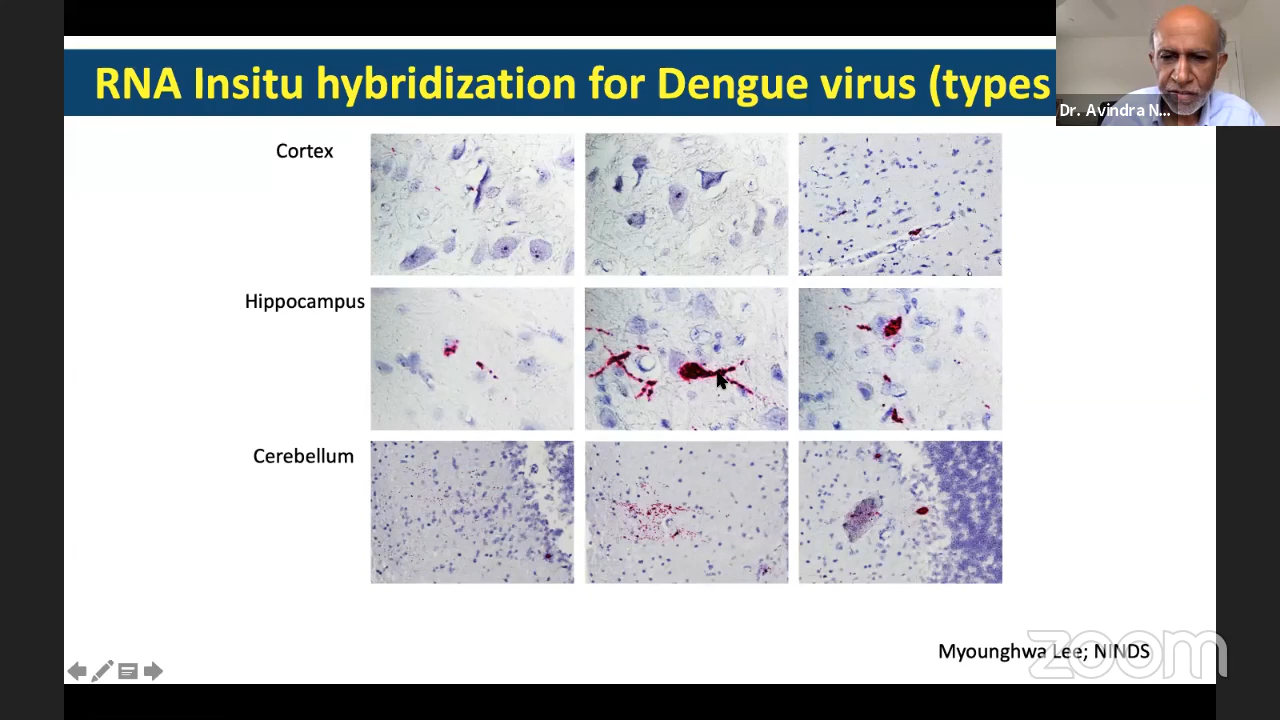 RNA Insitu hybridization for Dengue virus (types
Dr. Avindra N...
Cortex
Hippocampus
Cerebellum
Myounghwa Lee; NINDS
zoom